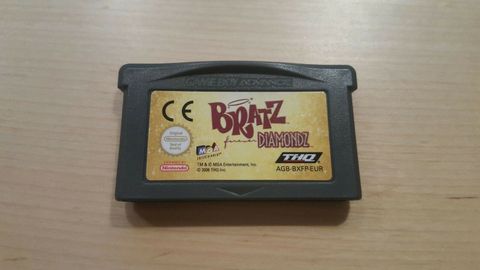 GAME BOY ADVANCE
CE
BRATZ
forever
DIAMONDZ
Original
Nintendo
Seal of
Quality
THQ
TM & © MGA Entertainment, Inc.
© 2006 THQ Inc.
Nintendo
AGB-BXFP-EUR